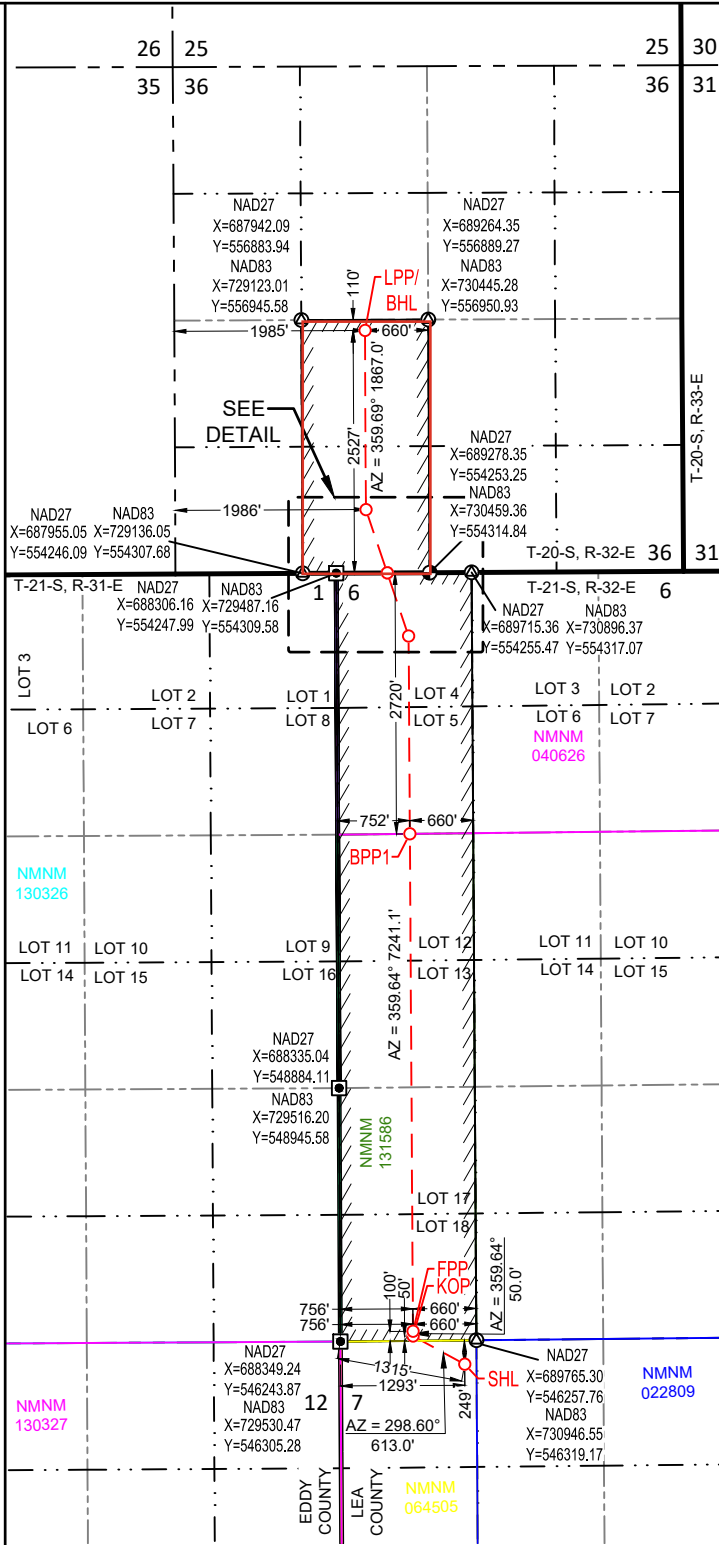 26 25
25 30
35 36
36 31
NAD27
X=687942.09
Y=556883.94
NAD83
X=729123.01
Y=556945.58
NAD27
X=689264.35
Y=556889.27
NAD83
X=730445.28
Y=556950.93
110'
LPP/
BHL
1985'
660'
2527'
AZ = 359.69° 1867.0'
SEE
DETAIL
T-20-S, R-33-E
NAD27
X=689278.35
Y=554253.25
NAD83
X=730459.36
Y=554314.84
1986'
NAD27
X=687955.05
Y=554246.09
NAD83
X=729136.05
Y=554307.68
T-20-S, R-32-E 36 31
T-21-S, R-31-E
1 6
T-21-S, R-32-E 6
NAD27
X=688306.16
Y=554247.99
NAD83
X=729487.16
Y=554309.58
NAD27
X=689715.36
Y=554255.47
NAD83
X=730896.37
Y=554317.07
LOT 3
LOT 2
LOT 1
LOT 4
LOT 3
LOT 2
LOT 6
LOT 7
LOT 8
LOT 5
LOT 6
LOT 7
2720'
NMNM
040626
752'
660'
BPP1
NMNM
130326
AZ = 359.64° 7241.1'
LOT 11
LOT 10
LOT 9
LOT 12
LOT 11
LOT 10
LOT 14
LOT 15
LOT 16
LOT 13
LOT 14
LOT 15
NAD27
X=688335.04
Y=548884.11
NAD83
X=729516.20
Y=548945.58
NMNM
131586
LOT 17
LOT 18
AZ = 359.64°
50.0'
100'
50'
FPP
KOP
756'
660'
756'
660'
NAD27
X=688349.24
Y=546243.87
NAD83
X=729530.47
Y=546305.28
1315'
1293'
249'
SHL
12 7
AZ = 298.60°
613.0'
NAD27
X=689765.30
Y=546257.76
NAD83
X=730946.55
Y=546319.17
NMNM
022809
NMNM
130327
EDDY
COUNTY
LEA
COUNTY
NMNM
064505